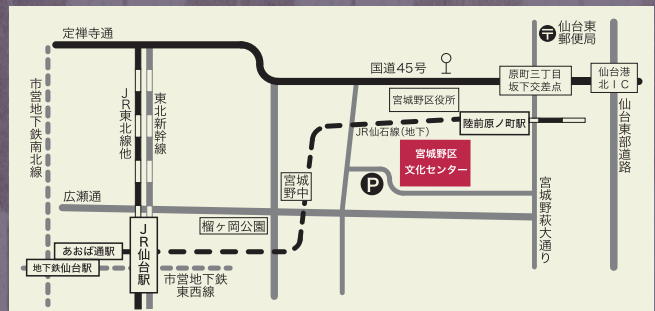 定禅寺通
仙台東
郵便局
国道45号
原町三丁目
坂下交差点
仙台港
北IC
市営地下鉄南北線
JR東北線他
東北新幹線
宮城野区役所
陸前原ノ町駅
仙台東部道路
JR仙石線(地下)
宮城野区
文化センター
宮城
野中
P
広瀬通
榴ヶ岡公園
宮城野萩大通り
あおば通駅
JR仙台駅
地下鉄仙台駅
市営地下鉄
東西線